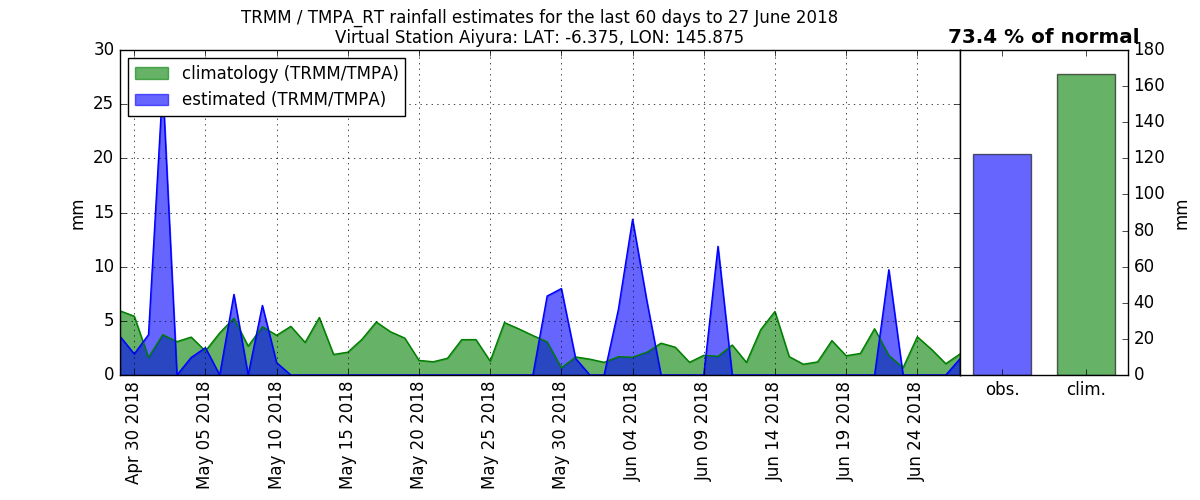 TRMM / TMPA_RT rainfall estimates for the last 60 days to 27 June 2018
Virtual Station Aiyura: LAT: -6.375, LON: 145.875
73.4 % of normal
climatology (TRMM/TMPA)
estimated (TRMM/TMPA)
30
25
20
15
10
5
0
mm
Apr 30 2018
May 05 2018
May 10 2018
May 15 2018
May 20 2018
May 25 2018
May 30 2018
Jun 04 2018
Jun 09 2018
Jun 14 2018
Jun 19 2018
Jun 24 2018
obs.
clim.
180
160
140
120
100
80
60
40
20
0
mm